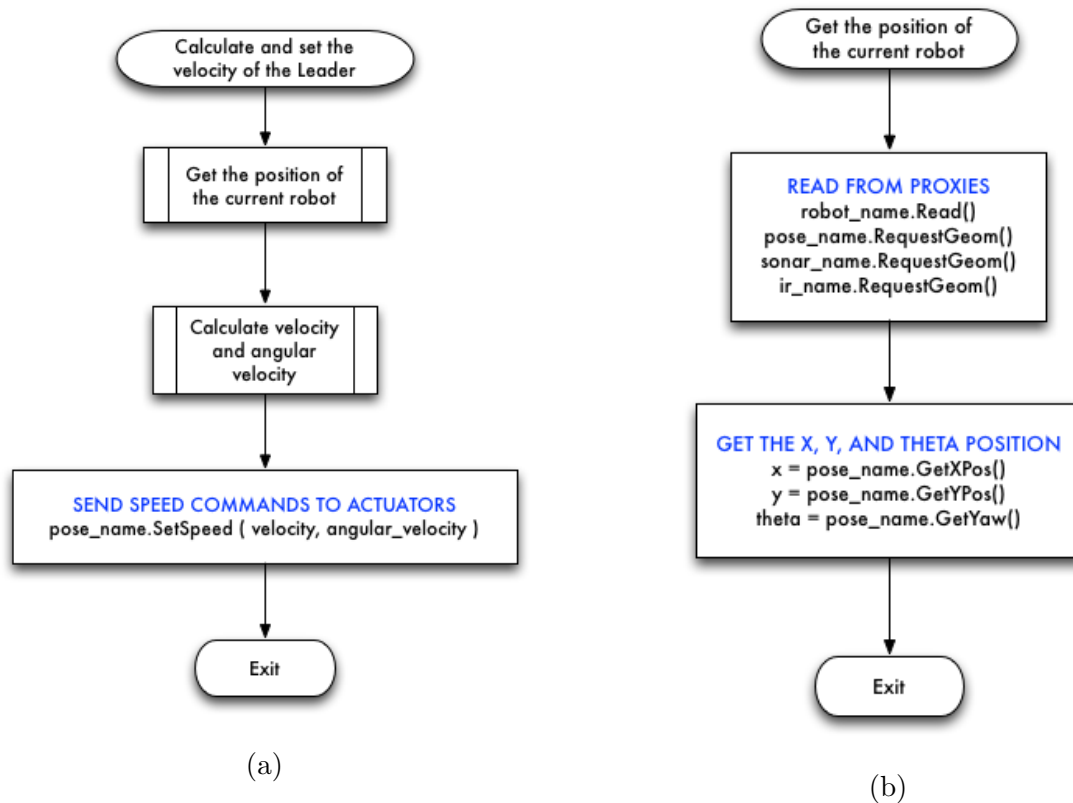 Calculate and set the
velocity of the Leader
Get the position of
the current robot
Calculate velocity
and angular
velocity
SEND SPEED COMMANDS TO ACTUATORS
pose_name.SetSpeed ( velocity, angular_velocity )
Exit
(a)
Get the position of
the current robot
READ FROM PROXIES
robot_name.Read()
pose_name.RequestGeom()
sonar_name.RequestGeom()
ir_name.RequestGeom()
GET THE X, Y, AND THETA POSITION
x = pose_name.GetXPos()
y = pose_name.GetYPos()
theta = pose_name.GetYaw()
Exit
(b)